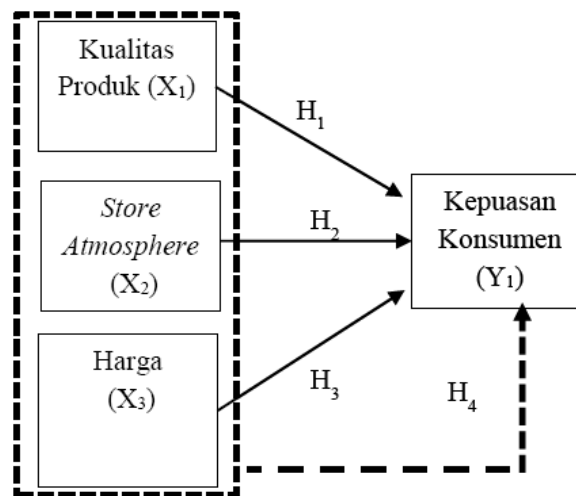 Kualitas
Produk (X₁)
H₁
Store
Atmosphere
(X₂)
H₂
Kepuasan
Konsumen
(Y₁)
Harga
(X₃)
H₃
H₄